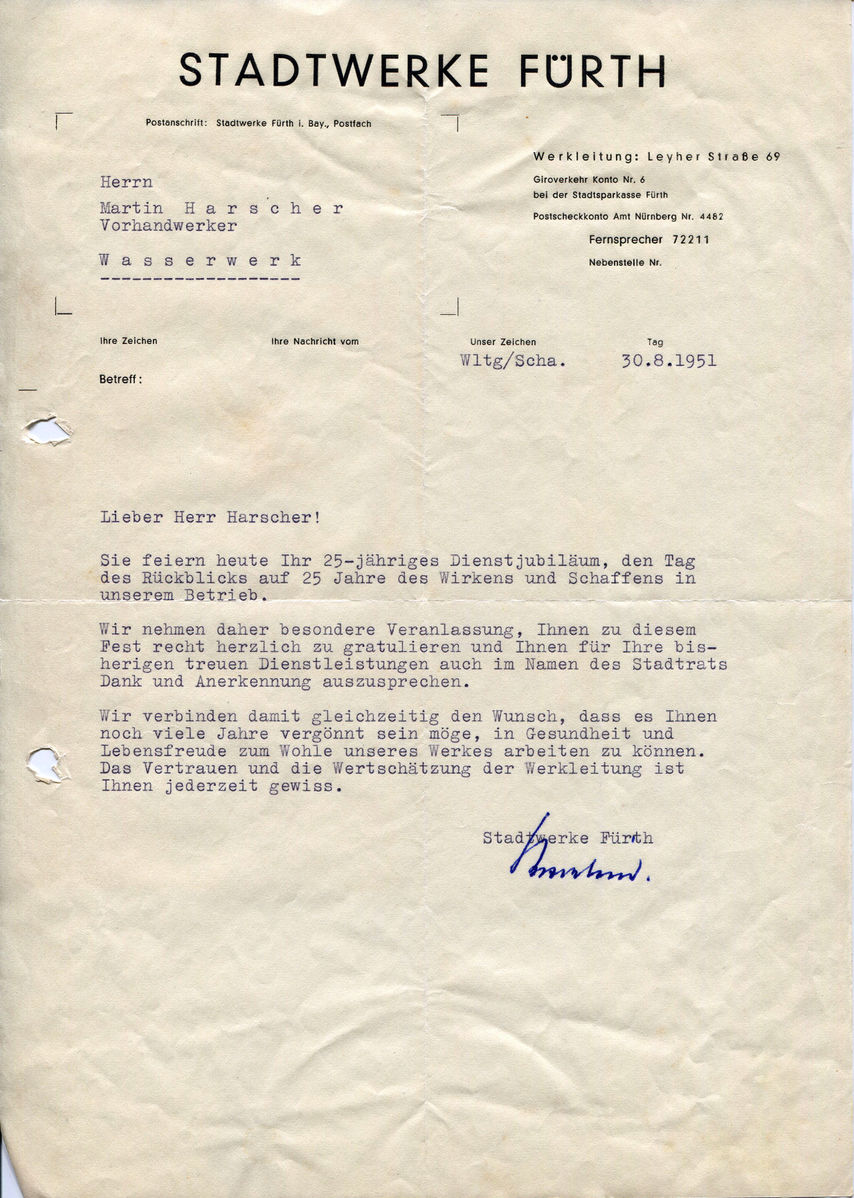 STADTWERKE FÜRTH
Postanschrift: Stadtwerke Fürth i. Bay., Postfach
Werkleitung: Leyher Straße 69
Giroverkehr Konto Nr. 6
bei der Stadtsparkasse Fürth
Postscheckkonto Amt Nürnberg Nr. 4482
Fernsprecher 72211
Nebenstelle Nr.
Herrn
Martin H a r s c h e r
Vorhandwerker
W a s s e r w e r k
Ihre Zeichen Ihre Nachricht vom Unser Zeichen Tag
Wltg/Scha. 30.8.1951
Betreff:
Lieber Herr Harscher!
Sie feiern heute Ihr 25-jähriges Dienstjubiläum, den Tag
des Rückblicks auf 25 Jahre des Wirkens und Schaffens in
unserem Betrieb.
Wir nehmen daher besondere Veranlassung, Ihnen zu diesem
Fest recht herzlich zu gratulieren und Ihnen für Ihre bis-
herigen treuen Dienstleistungen auch im Namen des Stadtrats
Dank und Anerkennung auszusprechen.
Wir verbinden damit gleichzeitig den Wunsch, dass es Ihnen
noch viele Jahre vergönnt sein möge, in Gesundheit und
Lebensfreude zum Wohle unseres Werkes arbeiten zu können.
Das Vertrauen und die Wertschätzung der Werkleitung ist
Ihnen jederzeit gewiss.
Stadtwerke Fürth